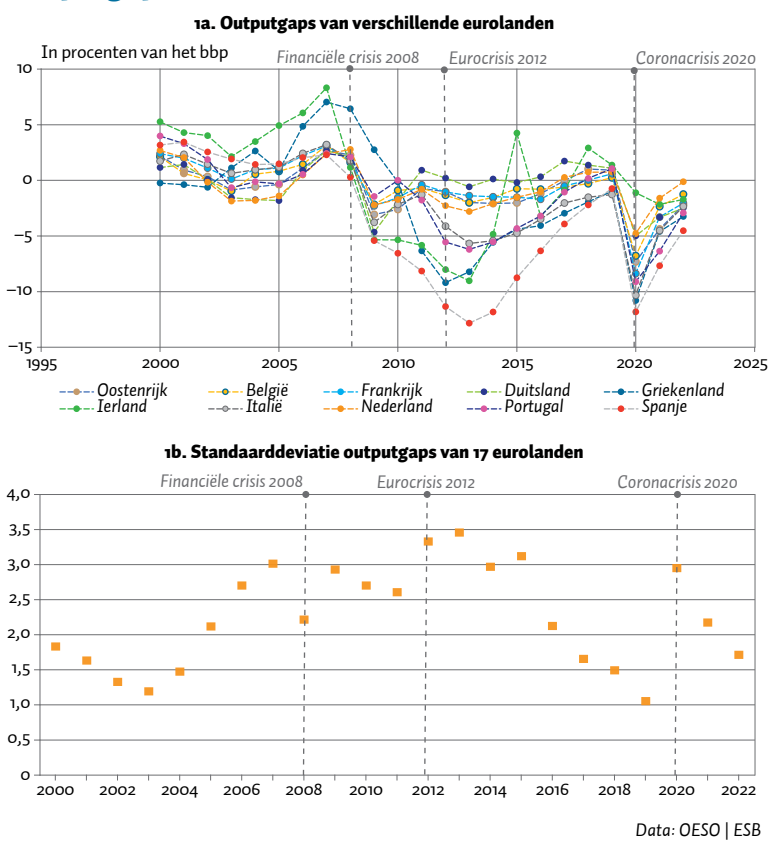 1a. Outputgaps van verschillende eurolanden
In procenten van het bbp
Financiële crisis 2008
Eurocrisis 2012
Coronacrisis 2020
10
5
0
−5
−10
−15
1995
2000
2005
2010
2015
2020
2025
Oostenrijk
België
Frankrijk
Duitsland
Griekenland
Ierland
Italië
Nederland
Portugal
Spanje
1b. Standaarddeviatie outputgaps van 17 eurolanden
Financiële crisis 2008
Eurocrisis 2012
Coronacrisis 2020
4,0
3,5
3,0
2,5
2,0
1,5
1,0
0,5
0
2000
2002
2004
2006
2008
2010
2012
2014
2016
2018
2020
2022
Data: OESO | ESB